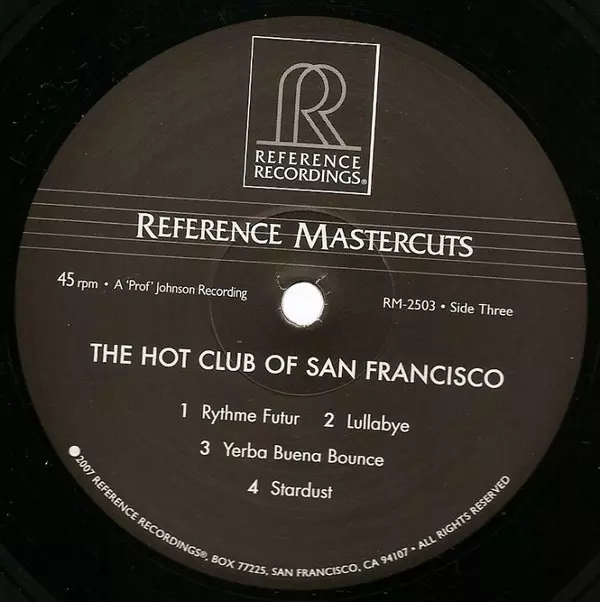 REFERENCE
RECORDINGS®
REFERENCE MASTERCUTS
45 rpm • A 'Prof' Johnson Recording
RM-2503 • Side Three
THE HOT CLUB OF SAN FRANCISCO
1 Rythme Futur 2 Lullabye
3 Yerba Buena Bounce
4 Stardust
2007 REFERENCE RECORDINGS®, BOX 77225, SAN FRANCISCO, CA 94107 • ALL RIGHTS RESERVED